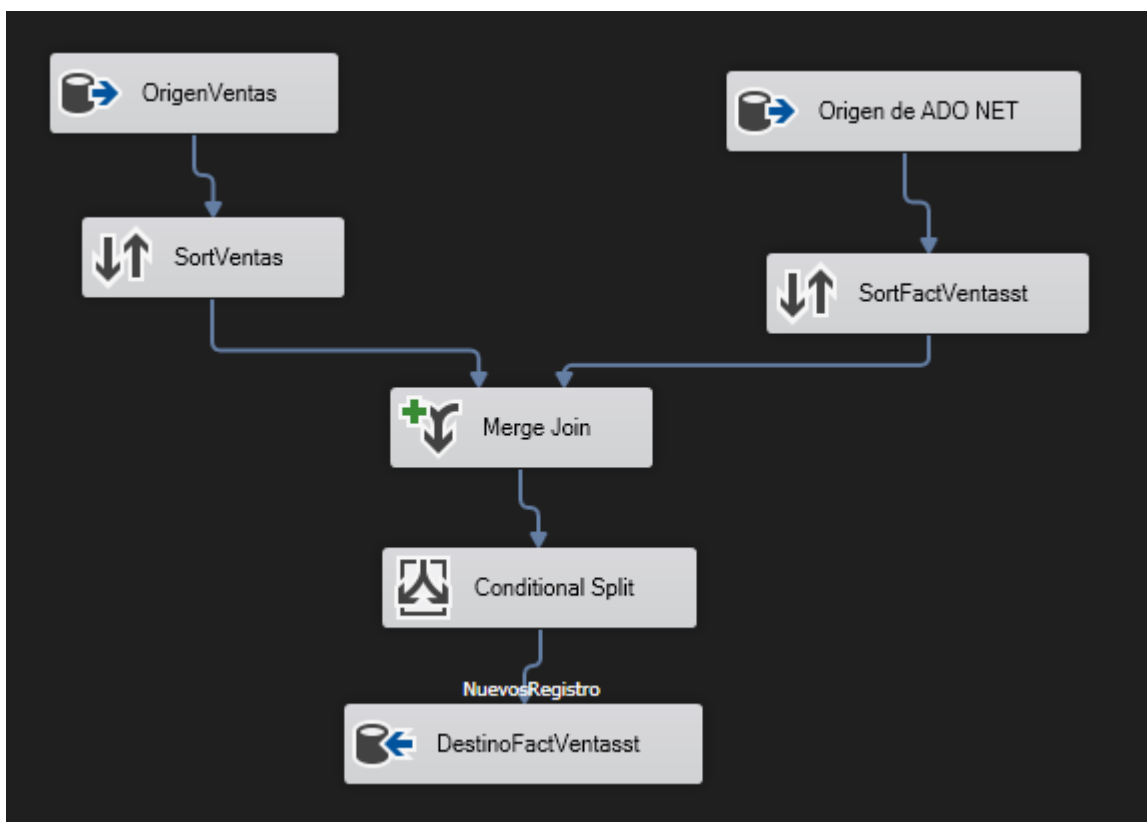 OrigenVentas
Origen de ADO NET
SortVentas
SortFactVentasst
Merge Join
Conditional Split
NuevosRegistro
DestinoFactVentasst